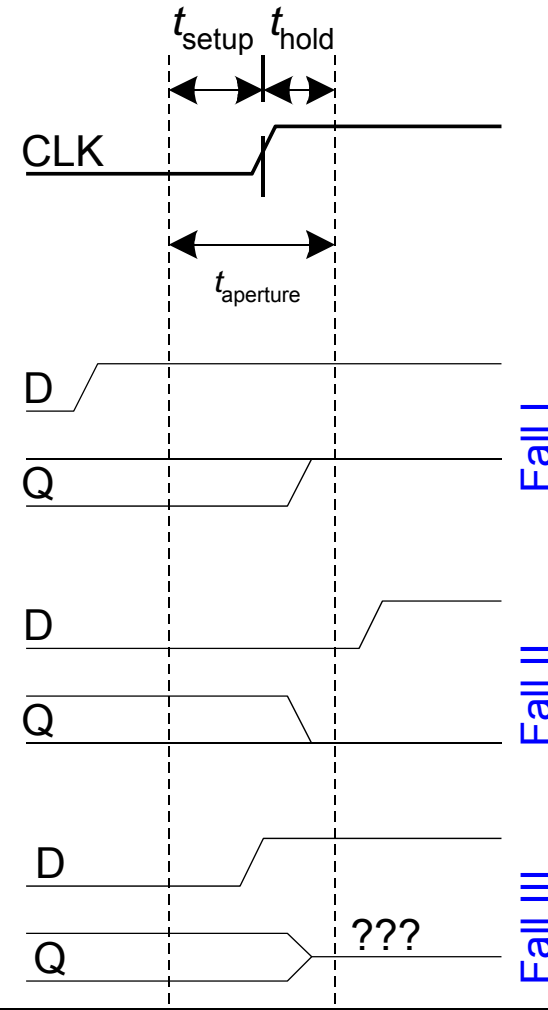 tsetup thold
CLK
taperture
D
Q
Fall I
D
Q
Fall II
D
Q
???
Fall III